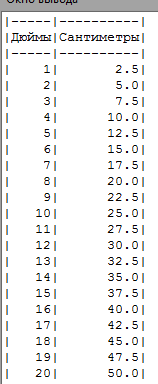 Окно вывода
|-----|----------|
|Дюймы|Сантиметры|
|-----|----------|
|    1|       2.5|
|    2|       5.0|
|    3|       7.5|
|    4|      10.0|
|    5|      12.5|
|    6|      15.0|
|    7|      17.5|
|    8|      20.0|
|    9|      22.5|
|   10|      25.0|
|   11|      27.5|
|   12|      30.0|
|   13|      32.5|
|   14|      35.0|
|   15|      37.5|
|   16|      40.0|
|   17|      42.5|
|   18|      45.0|
|   19|      47.5|
|   20|      50.0|